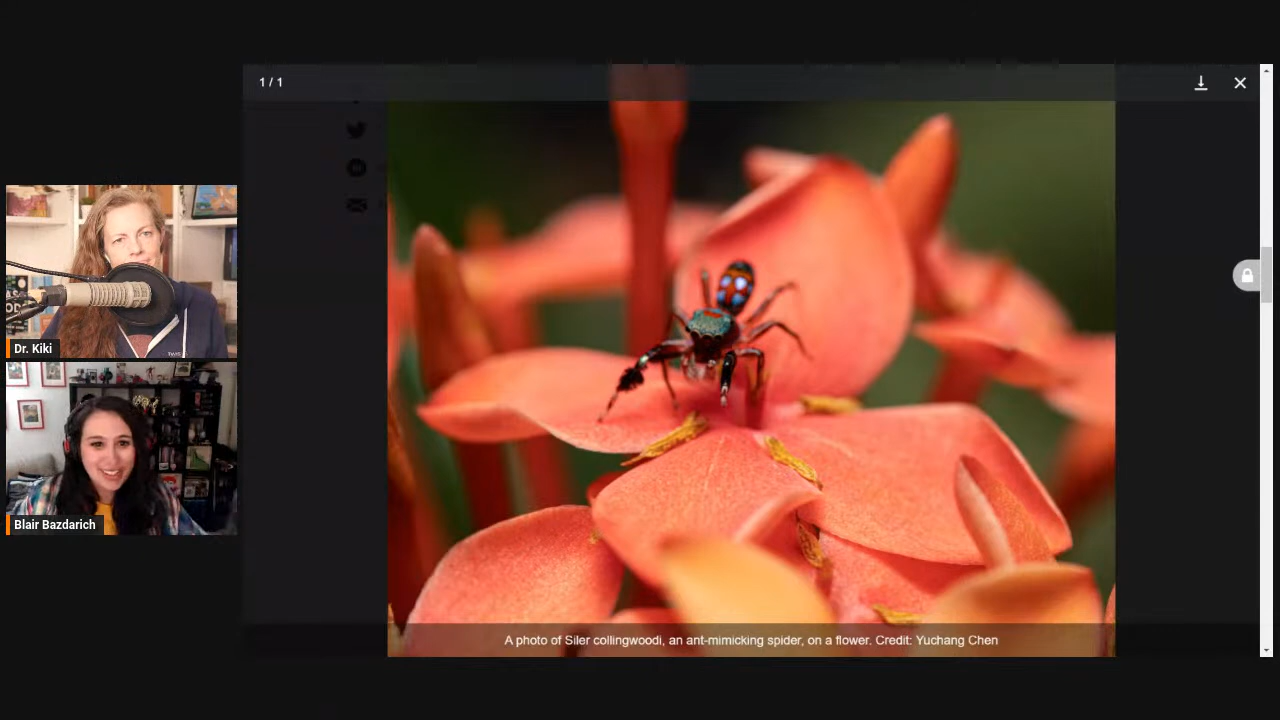 1 / 1
Dr. Kiki
Blair Bazdarich
A photo of Siler collingwoodi, an ant-mimicking spider, on a flower. Credit: Yuchang Chen